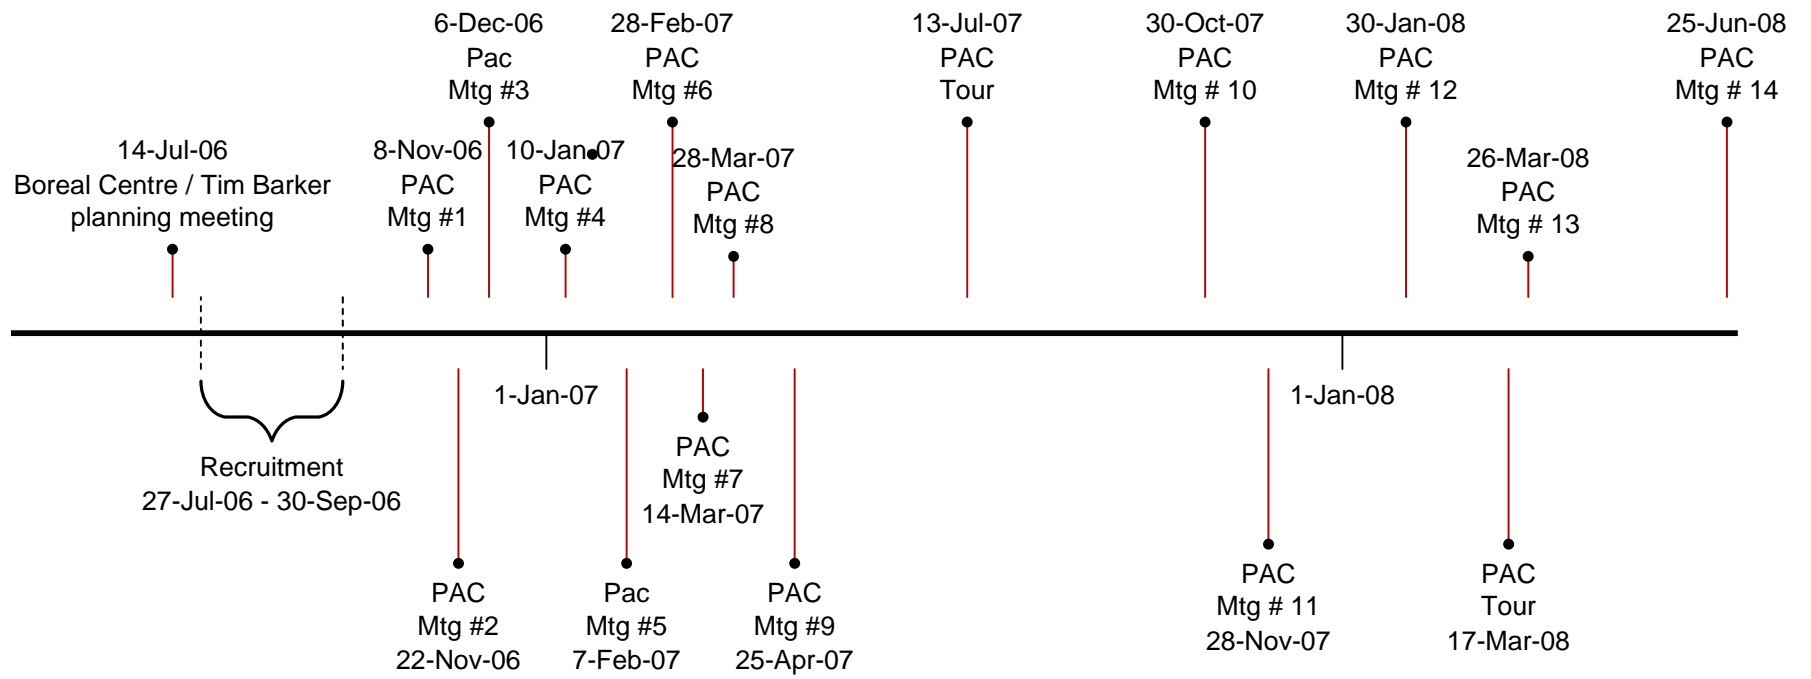 6-Dec-06
Pac
Mtg #3
28-Feb-07
PAC
Mtg #6
13-Jul-07
PAC
Tour
30-Oct-07
PAC
Mtg # 10
30-Jan-08
PAC
Mtg # 12
25-Jun-08
PAC
Mtg # 14
14-Jul-06
Boreal Centre / Tim Barker
planning meeting
8-Nov-06
PAC
Mtg #1
10-Jan-07
PAC
Mtg #4
28-Mar-07
PAC
Mtg #8
26-Mar-08
PAC
Mtg # 13
1-Jan-07
1-Jan-08
Recruitment
27-Jul-06 - 30-Sep-06
PAC
Mtg #7
14-Mar-07
PAC
Mtg #2
22-Nov-06
Pac
Mtg #5
7-Feb-07
PAC
Mtg #9
25-Apr-07
PAC
Mtg # 11
28-Nov-07
PAC
Tour
17-Mar-08